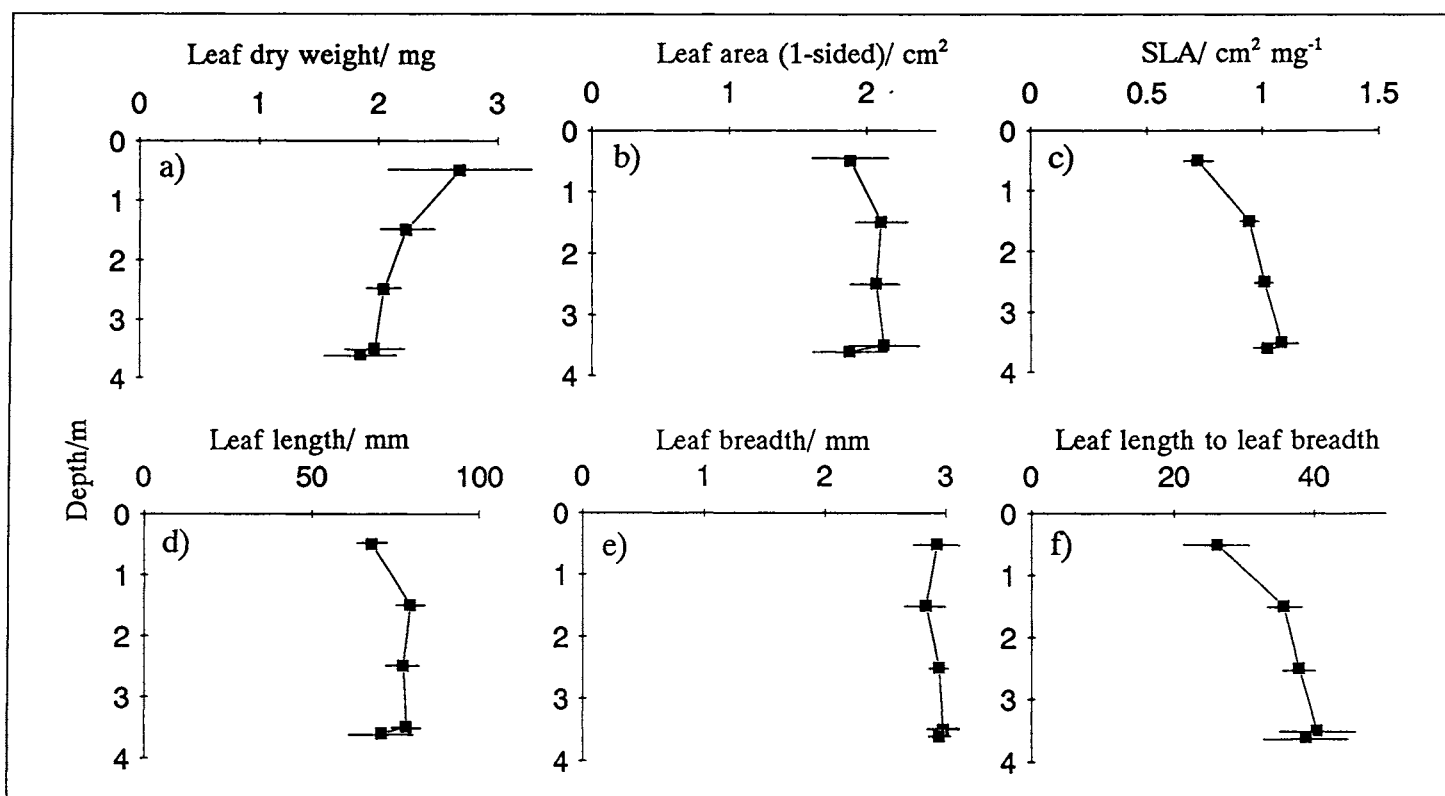 Leaf dry weight/ mg
0 1 2 3
0
1
2
3
4
a)
Leaf area (1-sided)/ cm²
0 1 2
0
1
2
3
4
b)
SLA/ cm² mg⁻¹
0 0.5 1 1.5
0
1
2
3
4
c)
Depth/m
Leaf length/ mm
0 50 100
0
1
2
3
4
d)
Leaf breadth/ mm
0 1 2 3
0
1
2
3
4
e)
Leaf length to leaf breadth
0 20 40
0
1
2
3
4
f)